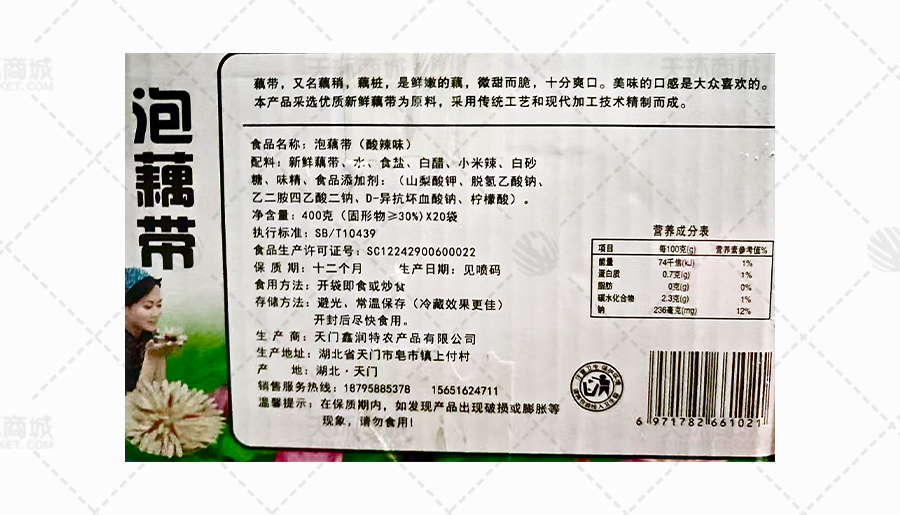 泡藕带
藕带，又名藕稍，藕桩，是鲜嫩的藕，微甜而脆，十分爽口。美味的口感是大众喜欢的。
本产品采选优质新鲜藕带为原料，采用传统工艺和现代加工技术精制而成。
食品名称：泡藕带（酸辣味）
配料：新鲜藕带、水、食盐、白醋、小米辣、白砂
糖、味精、食品添加剂：（山梨酸钾、脱氢乙酸钠、
乙二胺四乙酸二钠、D-异抗坏血酸钠、柠檬酸）。
净含量：400克（固形物≥30%）X20袋
执行标准：SB/T10439
食品生产许可证号：SC12242900600022
保 质 期：十二个月 生产日期：见喷码
食用方法：开袋即食或炒
存储方法：避光、常温保存（冷藏效果更佳）
开封后尽快食用。
生 产 商：天门鑫润特农产品有限公司
生产地址：湖北省天门市皂市镇上付村
产 地：湖北·天门
销售服务热线：18795885378 15651624711
温馨提示：在保质期内，如发现产品出现破损或膨胀等
现象，请勿食用！
营养成分表
项目 每100克(g) 营养素参考值%
能量 74千焦(kJ) 1%
蛋白质 0.7克(g) 1%
脂肪 0克(g) 0%
碳水化合物 2.3克(g) 1%
钠 236毫克(mg) 12%
6 971782 661021